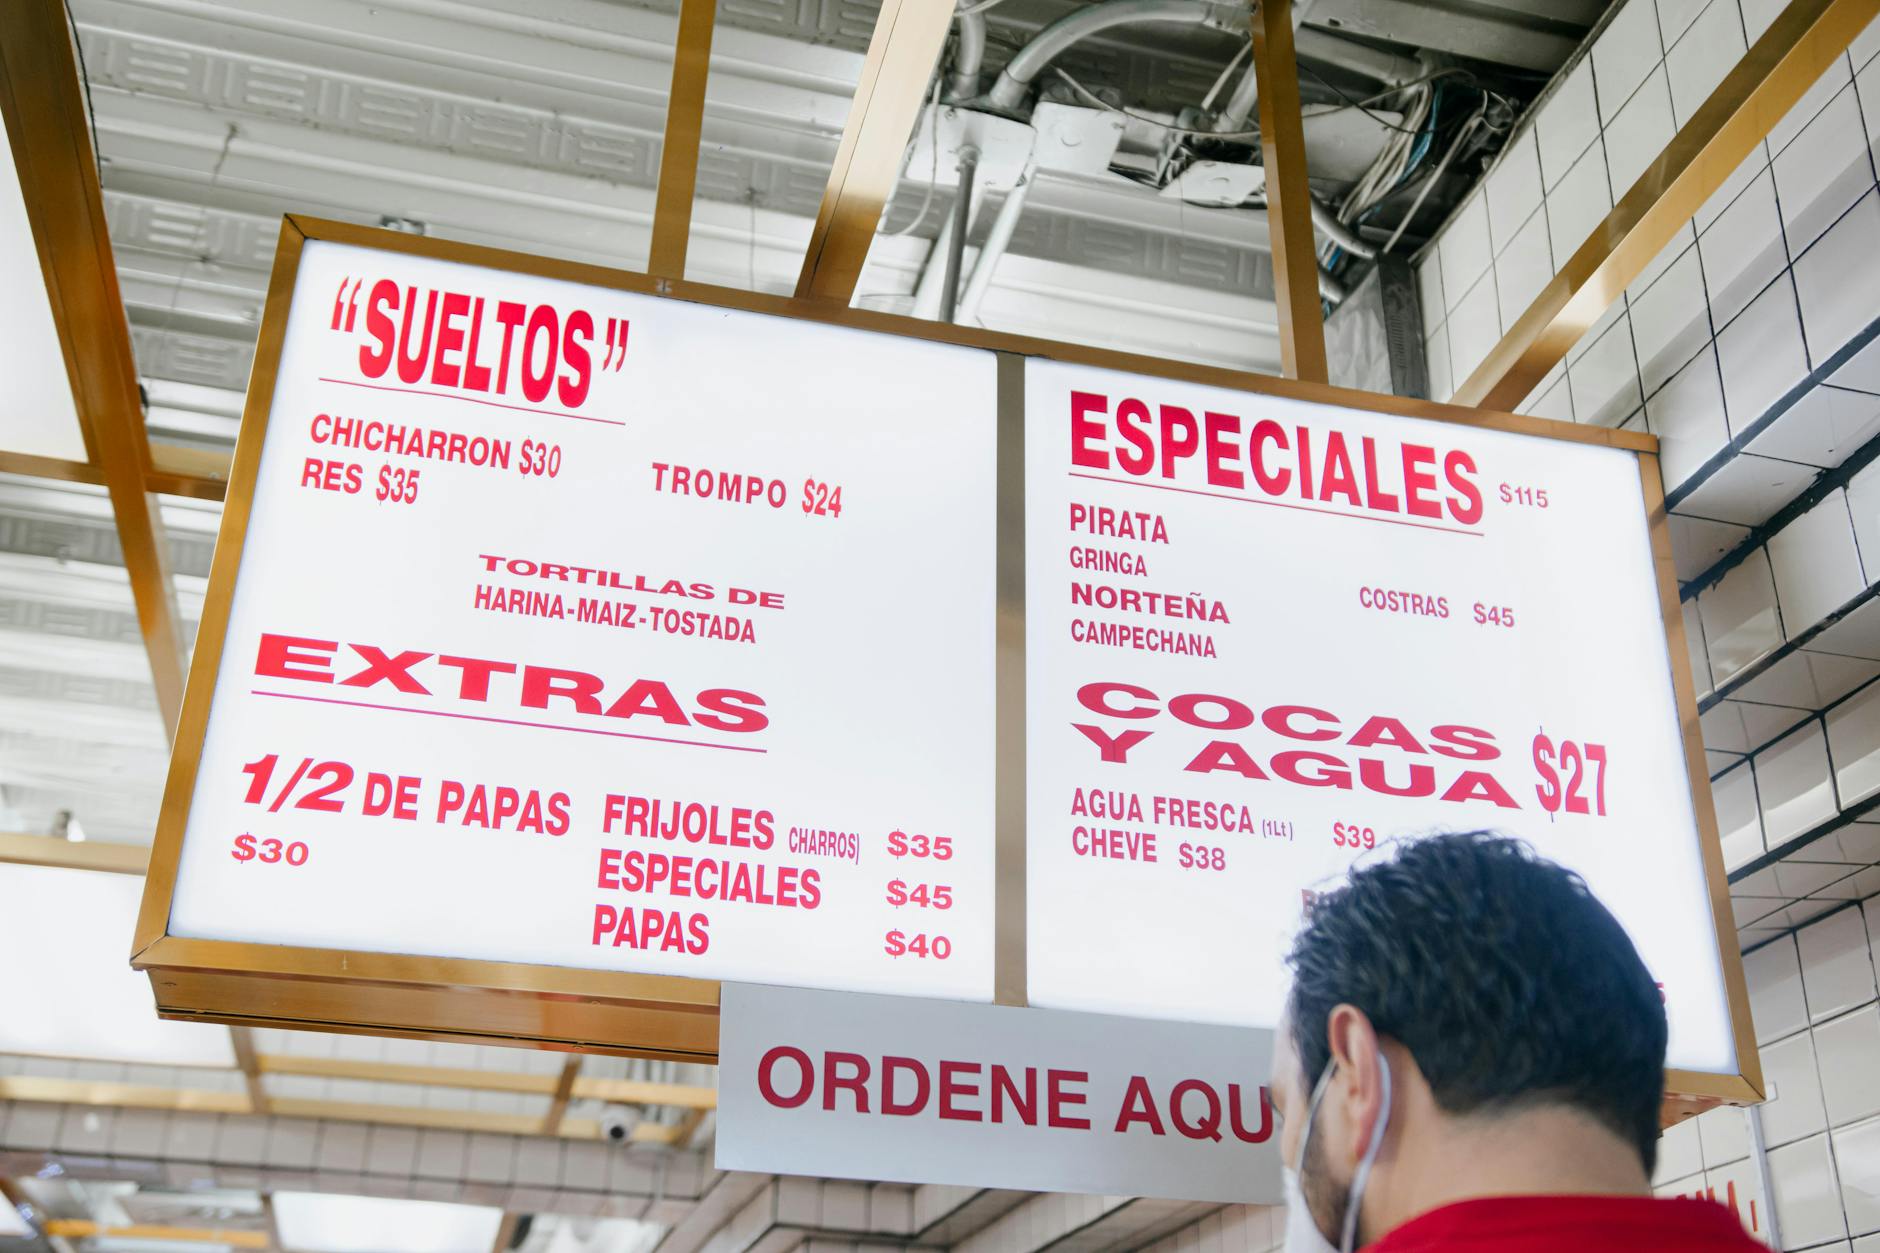 “SUELTOS”
CHICHARRON $30
RES $35
TROMPO $24
TORTILLAS DE
HARINA-MAIZ-TOSTADA
EXTRAS
1/2 DE PAPAS
$30
FRIJOLES CHARROS) $35
ESPECIALES $45
PAPAS $40
ESPECIALES $115
PIRATA
GRINGA
NORTEÑA
CAMPECHANA
COSTRAS $45
COCAS
Y AGUA $27
AGUA FRESCA (1Lt) $39
CHEVE $38
ORDENE AQU